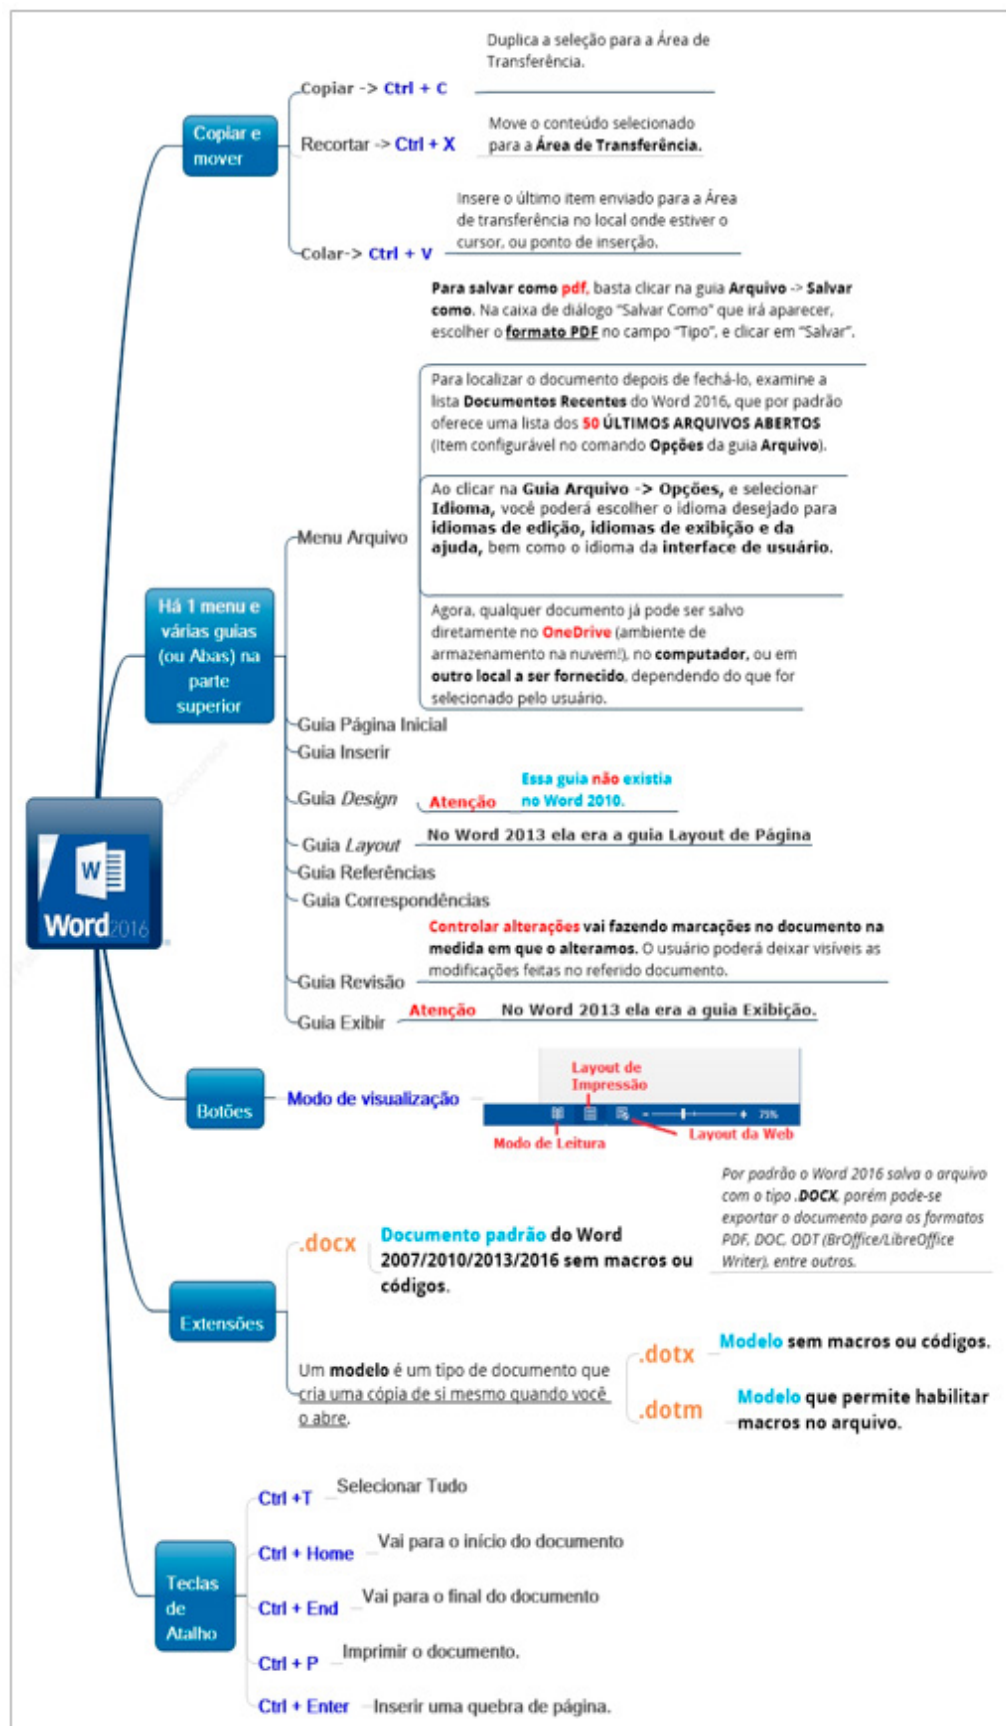 Duplica a seleção para a Área de
Transferência.
Copiar -> Ctrl + C
Copiar e
mover
Recortar -> Ctrl + X
Move o conteúdo selecionado
para a Área de Transferência.
Insere o último item enviado para a Área
de transferência no local onde estiver o
cursor, ou ponto de inserção.
Colar-> Ctrl + V
Para salvar como pdf, basta clicar na guia Arquivo -> Salvar
como. Na caixa de diálogo "Salvar Como" que irá aparecer,
escolher o formato PDF no campo "Tipo", e clicar em "Salvar".
Para localizar o documento depois de fechá-lo, examine a
lista Documentos Recentes do Word 2016, que por padrão
oferece uma lista dos 50 ÚLTIMOS ARQUIVOS ABERTOS
(Item configurável no comando Opções da guia Arquivo).
Ao clicar na Guia Arquivo -> Opções, e selecionar
Idioma, você poderá escolher o idioma desejado para
idiomas de edição, idiomas de exibição e da
ajuda, bem como o idioma da interface de usuário.
Menu Arquivo
Agora, qualquer documento já pode ser salvo
diretamente no OneDrive (ambiente de
armazenamento na nuvem!), no computador, ou em
outro local a ser fornecido, dependendo do que for
selecionado pelo usuário.
Há 1 menu e
várias guias
(ou Abas) na
parte
superior
Guia Página Inicial
Guia Inserir
Guia Design
Atenção
Essa guia não existia
no Word 2010.
Guia Layout
No Word 2013 ela era a guia Layout de Página
Guia Referências
Guia Correspondências
Controlar alterações vai fazendo marcações no documento na
medida em que o alteramos. O usuário poderá deixar visíveis as
modificações feitas no referido documento.
Guia Revisão
Guia Exibir
Atenção
No Word 2013 ela era a guia Exibição.
W
Word2016
Concursos
Botões
Modo de visualização
Layout de
Impressão
75%
Modo de Leitura
Layout da Web
Extensões
.docx
Documento padrão do Word
2007/2010/2013/2016 sem macros ou
códigos.
Por padrão o Word 2016 salva o arquivo
com o tipo .DOCX, porém pode-se
exportar o documento para os formatos
PDF, DOC, ODT (BrOffice/LibreOffice
Writer), entre outros.
Um modelo é um tipo de documento que
cria uma cópia de si mesmo quando você
o abre.
.dotx
Modelo sem macros ou códigos.
.dotm
Modelo que permite habilitar
macros no arquivo.
Teclas
de
Atalho
Ctrl +T
Selecionar Tudo
Ctrl + Home
Vai para o início do documento
Ctrl + End
Vai para o final do documento
Ctrl + P
Imprimir o documento.
Ctrl + Enter
Inserir uma quebra de página.